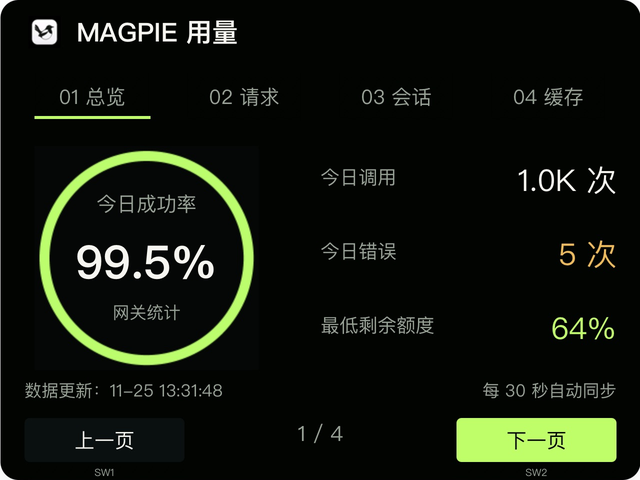 MAGPIE 用量
01 总览 02 请求 03 会话 04 缓存
今日成功率
99.5%
网关统计
今日调用 1.0K 次
今日错误 5 次
最低剩余额度 64%
数据更新：11-25 13:31:48 每 30 秒自动同步
上一页 1 / 4 下一页
SW1 SW2